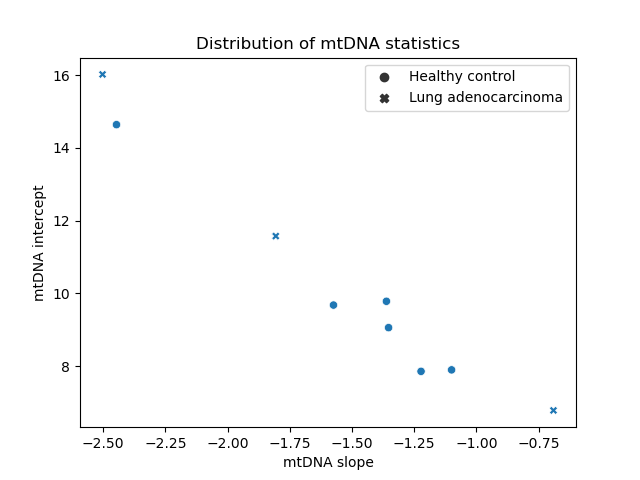 Distribution of mtDNA statistics
Healthy control
Lung adenocarcinoma
16
14
12
10
8
mtDNA intercept
−2.50 −2.25 −2.00 −1.75 −1.50 −1.25 −1.00 −0.75
mtDNA slope